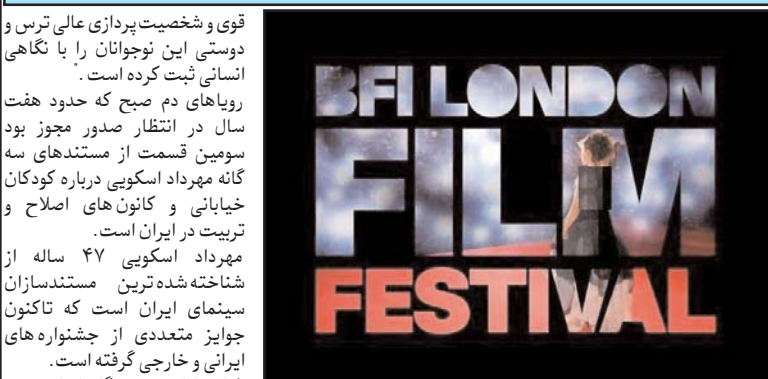 قوی و شخصیت‌پردازی عالی ترس و
دوستی این نوجوانان را با نگاهی
انسانی ثبت کرده است."
رویاهای دم صبح که حدود هفت
سال در انتظار صدور مجوز بود
سومین قسمت از مستندهای سه
گانه مهرداد اسکویی درباره کودکان
خیابانی و کانون‌های اصلاح و
تربیت در ایران است.
مهرداد اسکویی ۴۷ ساله از
شناخته‌شده‌ترین مستندسازان
سینمای ایران است که تاکنون
جوایز متعددی از جشنواره‌های
ایرانی و خارجی گرفته است.
BFI LONDON
FILM
FESTIVAL